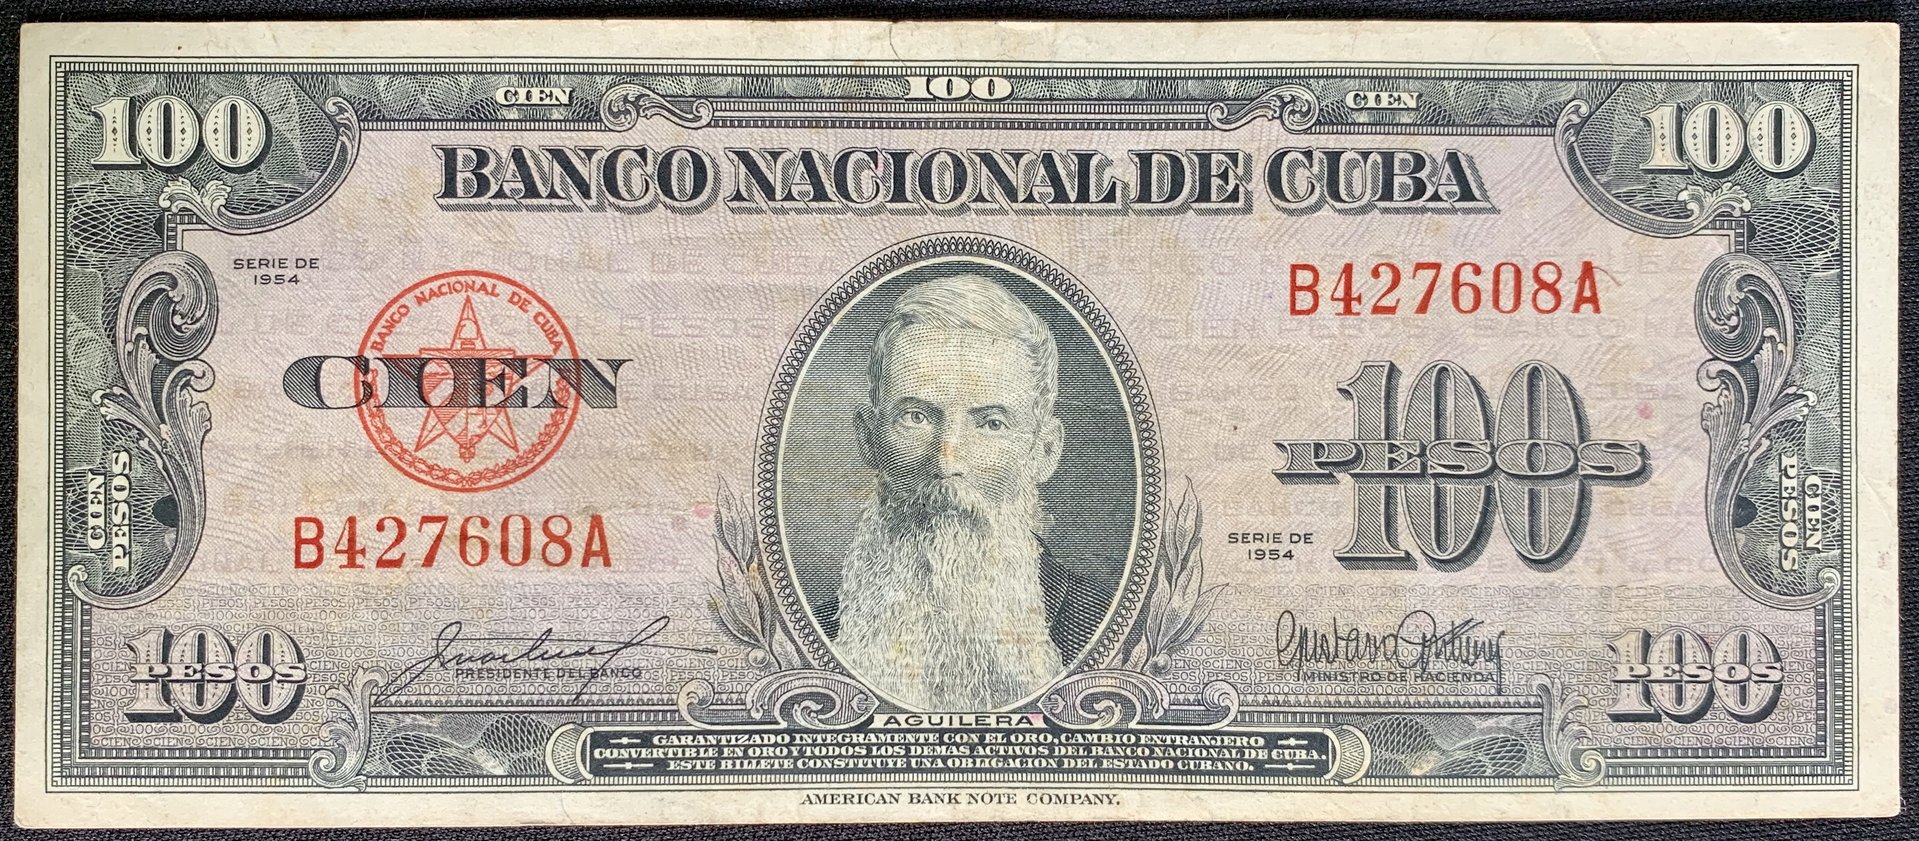 100 CIEN 100 CIEN 100
BANCO NACIONAL DE CUBA
SERIE DE
1954
BANCO NACIONAL DE CUBA
B427608A
CIEN
100
PESOS
CIEN
PESOS
CIEN
PESOS
B427608A
SERIE DE
1954
100
PESOS
PRESIDENTE DEL BANCO
MINISTRO DE HACIENDA
100
PESOS
AGUILERA
GARANTIZADO INTEGRAMENTE CON EL ORO, CAMBIO EXTRANJERO
CONVERTIBLE EN ORO Y TODOS LOS DEMAS ACTIVOS DEL BANCO NACIONAL DE CUBA.
ESTE BILLETE CONSTITUYE UNA OBLIGACION DEL ESTADO CUBANO.
AMERICAN BANK NOTE COMPANY.